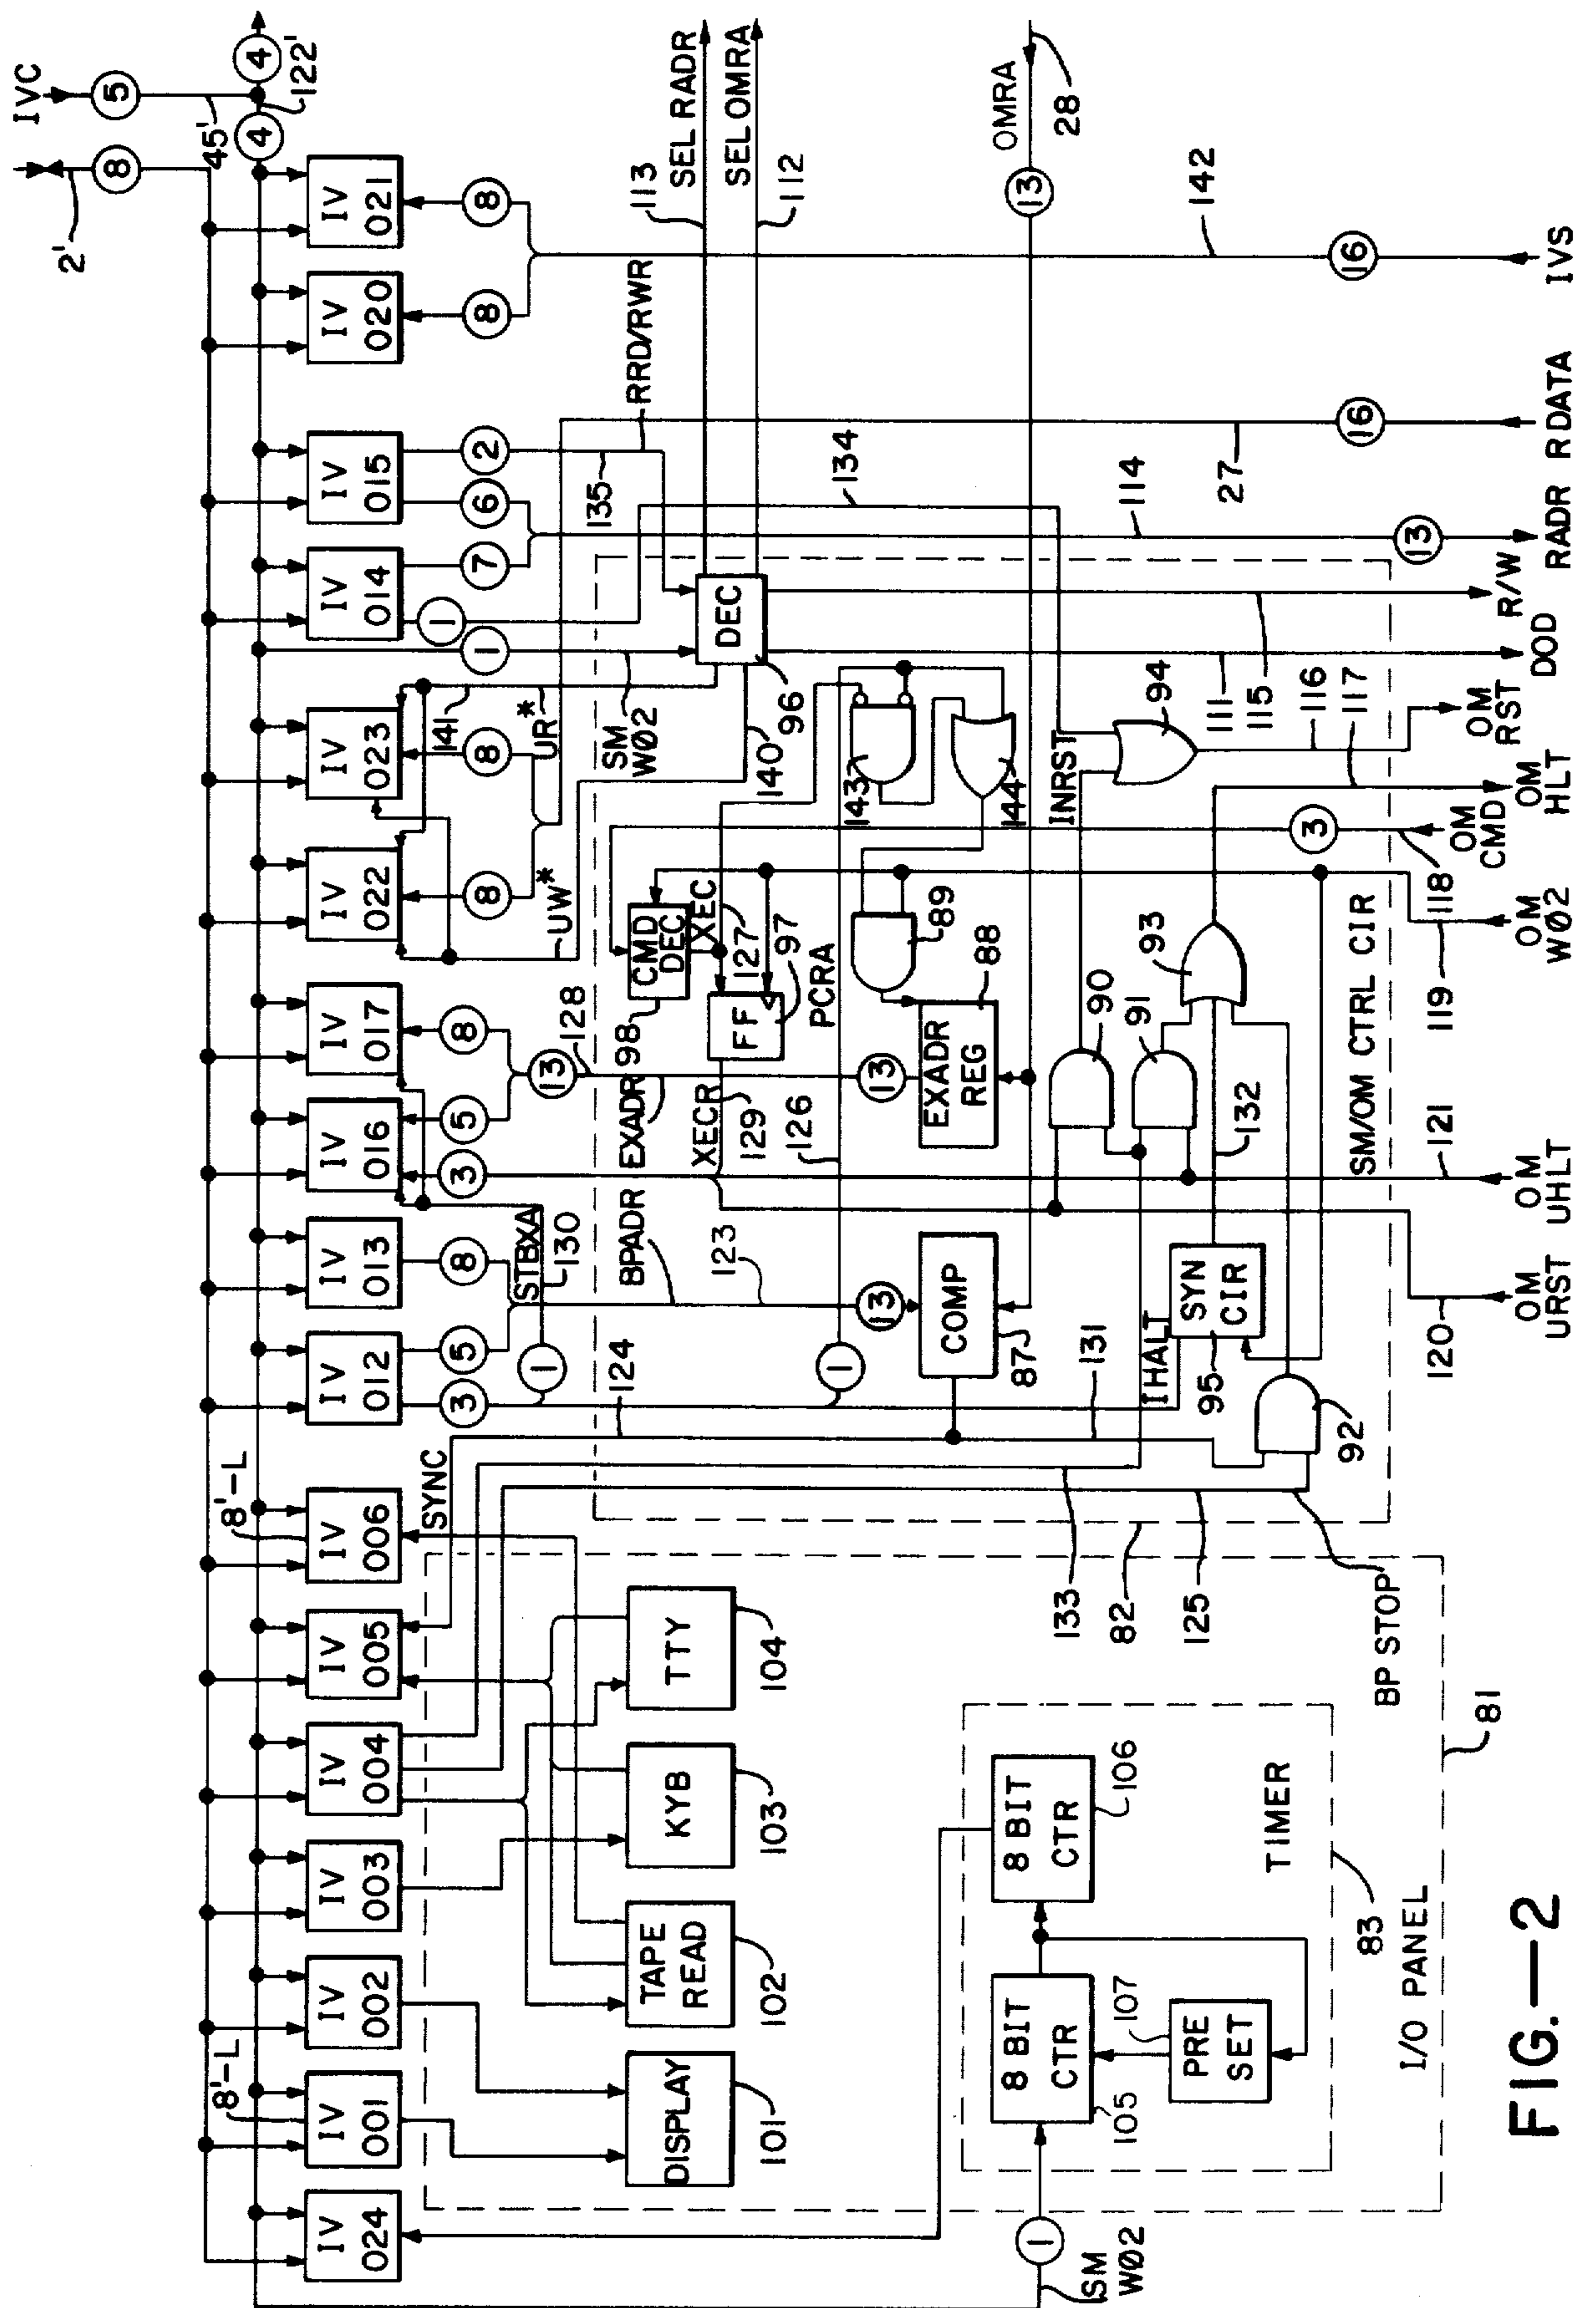 IVC
5
4
4
122'
45'
8
2'
IV
024
8'-L
IV
001
IV
002
IV
003
IV
004
IV
005
8'-L
IV
006
IV
012
IV
013
IV
016
IV
017
IV
022
IV
023
IV
014
IV
015
IV
020
IV
021
SYNC
124
3
5
8
STBXA
130
1
3
5
8
13
128
EXADR
BPADR
123
8
UW*
8
141
UR*
1
1
SM
WØ2
7
6
2
135
RRD/RWR
8
8
113
SEL RADR
SEL OMRA
112
DISPLAY
101
TAPE
READ
102
KYB
103
TTY
104
XECR
129
126
98
CMD
DEC
XEC
127
FF
97
PCRA
140
DEC
96
134
OMRA
28
13
1
13
COMP
87
13
EXADR
REG
88
89
143
144
INRST
IHALT
SYN
CIR
95
131
132
90
91
92
93
94
SM/OM CTRL CIR
133
82
125
BP STOP
SM
WØ2
1
8 BIT
CTR
105
8 BIT
CTR
106
PRE
SET
107
TIMER
83
I/O PANEL
81
120
OM
URST
121
OM
UHLT
119
OM
WØ2
118
3
OM
CMD
117
OM
HLT
116
OM
RST
111
DOD
115
R/W
114
13
RADR
27
16
RDATA
142
16
IVS
FIG.—2